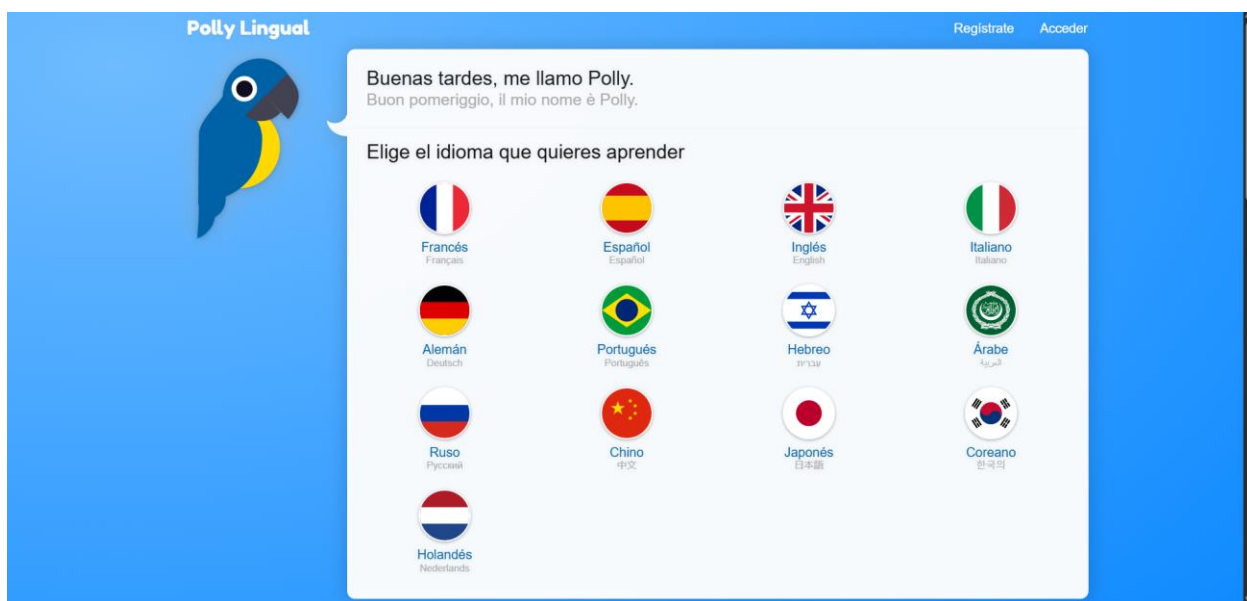 Polly Lingual
Regístrate Acceder
Buenas tardes, me llamo Polly.
Buon pomeriggio, il mio nome è Polly.
Elige el idioma que quieres aprender
Francés Español Inglés Italiano
Français Español English Italiano
Alemán Portugués Hebreo Árabe
Deutsch Português עברית العربية
Ruso Chino Japonés Coreano
Русский 中文 日本語 한국의
Holandés
Nederlands